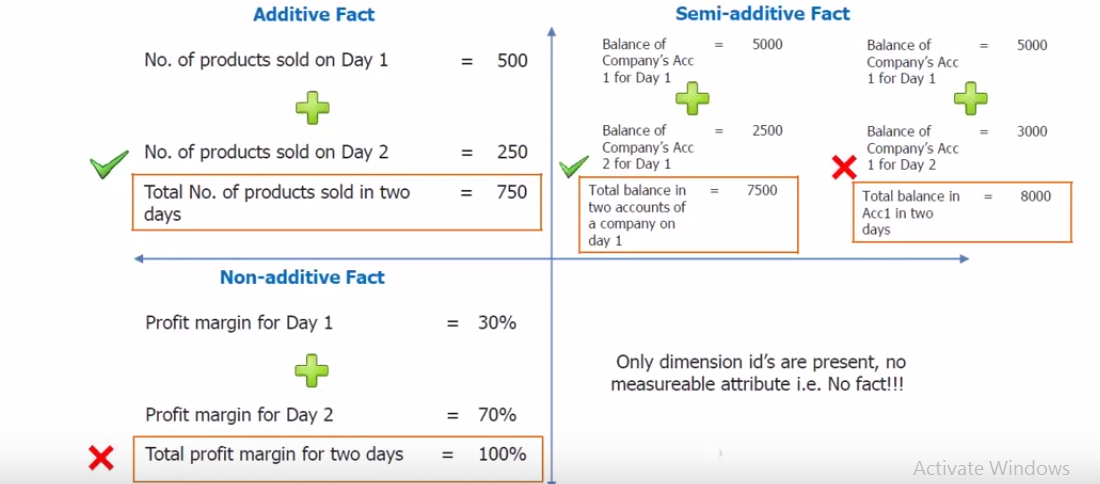 Additive Fact
No. of products sold on Day 1 = 500
No. of products sold on Day 2 = 250
Total No. of products sold in two = 750
days
Semi-additive Fact
Balance of = 5000
Company's Acc
1 for Day 1
Balance of = 2500
Company's Acc
2 for Day 1
Total balance in = 7500
two accounts of
a company on
day 1
Balance of = 5000
Company's Acc
1 for Day 1
Balance of = 3000
Company's Acc
1 for Day 2
Total balance in = 8000
Acc1 in two
days
Non-additive Fact
Profit margin for Day 1 = 30%
Profit margin for Day 2 = 70%
Total profit margin for two days = 100%
Only dimension id's are present, no
measureable attribute i.e. No fact!!!
Activate Windows